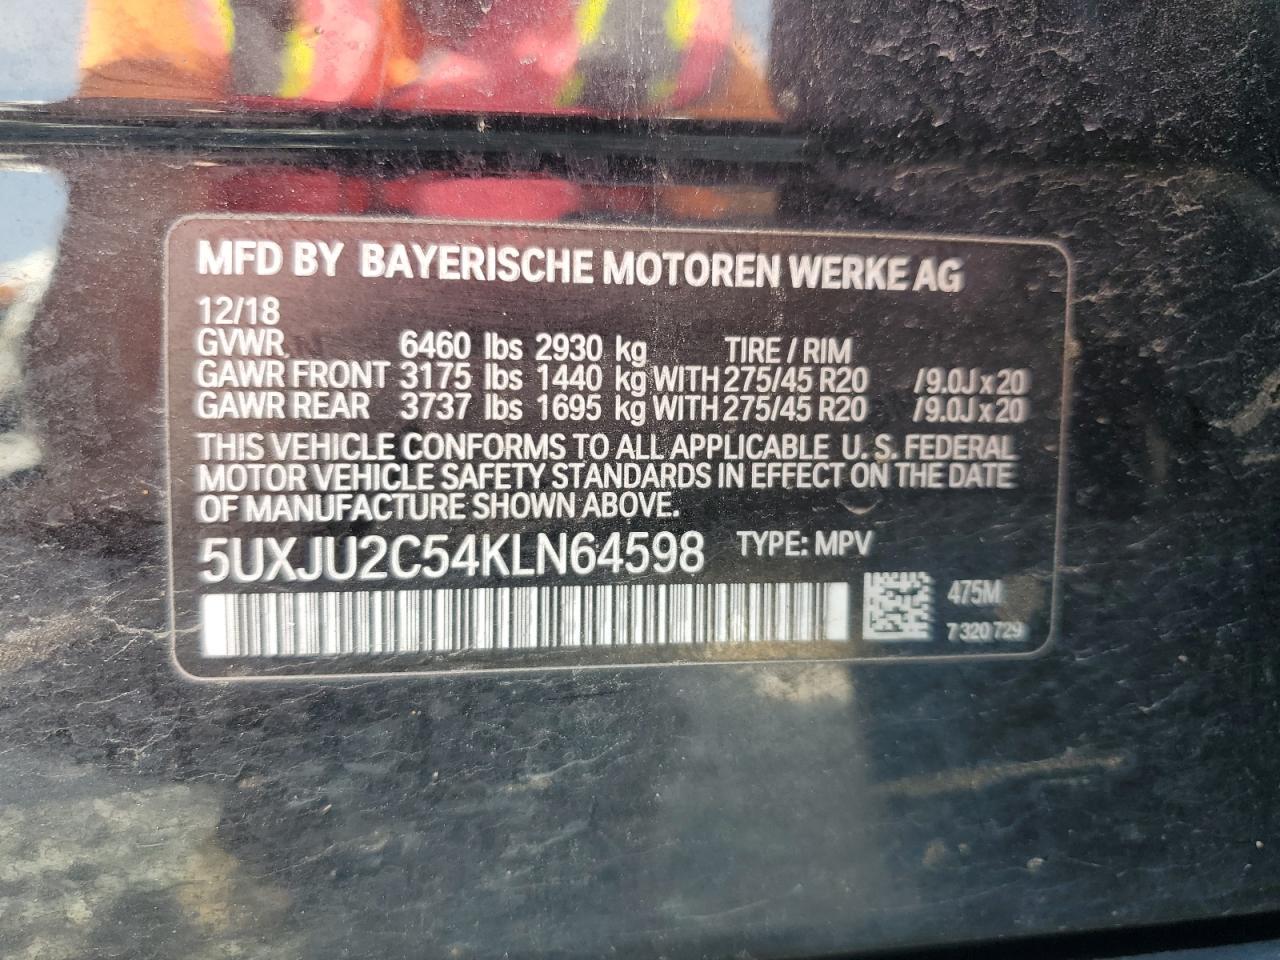 MFD BY BAYERISCHE MOTOREN WERKE AG
12/18
GVWR 6460 lbs 2930 kg TIRE / RIM
GAWR FRONT 3175 lbs 1440 kg WITH 275/45 R20 /9.0J x 20
GAWR REAR 3737 lbs 1695 kg WITH 275/45 R20 /9.0J x 20
THIS VEHICLE CONFORMS TO ALL APPLICABLE U. S. FEDERAL
MOTOR VEHICLE SAFETY STANDARDS IN EFFECT ON THE DATE
OF MANUFACTURE SHOWN ABOVE.
5UXJU2C54KLN64598 TYPE: MPV
475M
7 320 729